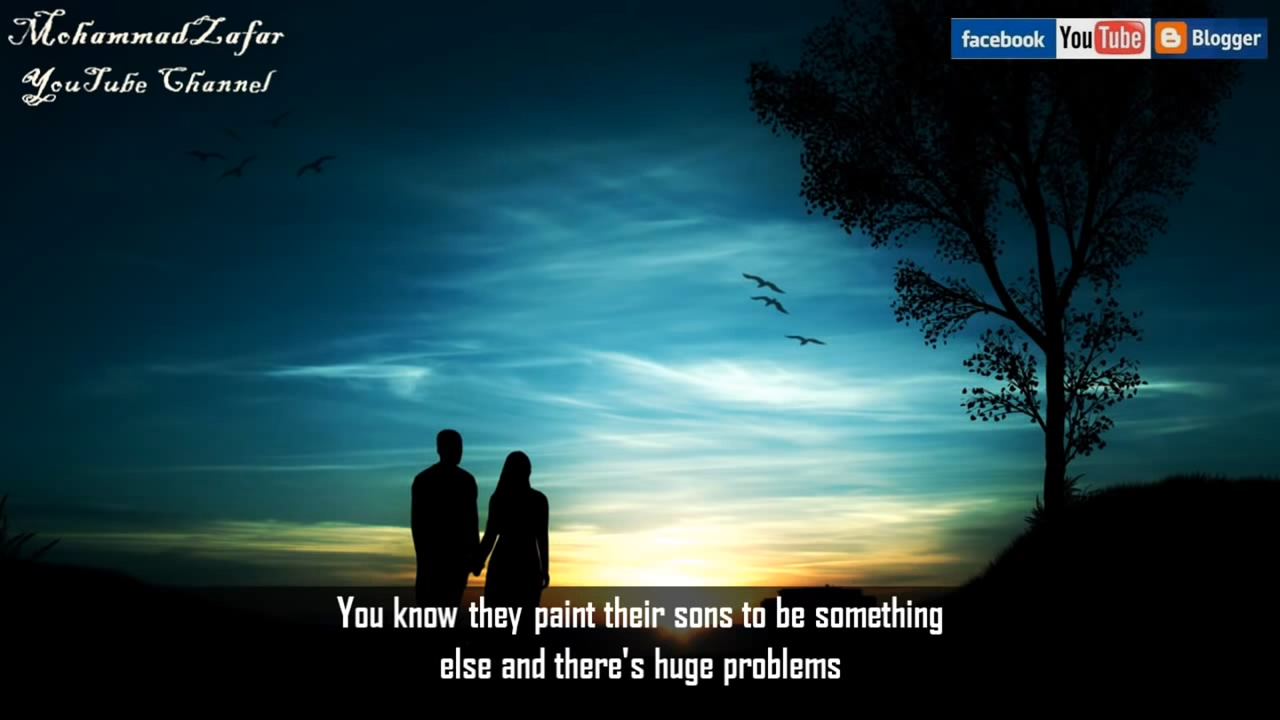 MohammadZafar
YouTube Channel
facebook YouTube Blogger
You know they paint their sons to be something
else and there's huge problems